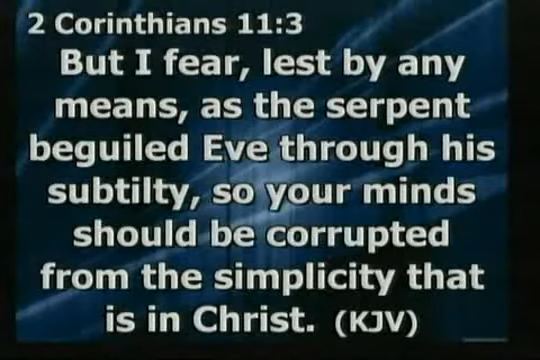 2 Corinthians 11:3
But I fear, lest by any
means, as the serpent
beguiled Eve through his
subtilty, so your minds
should be corrupted
from the simplicity that
is in Christ. (KJV)